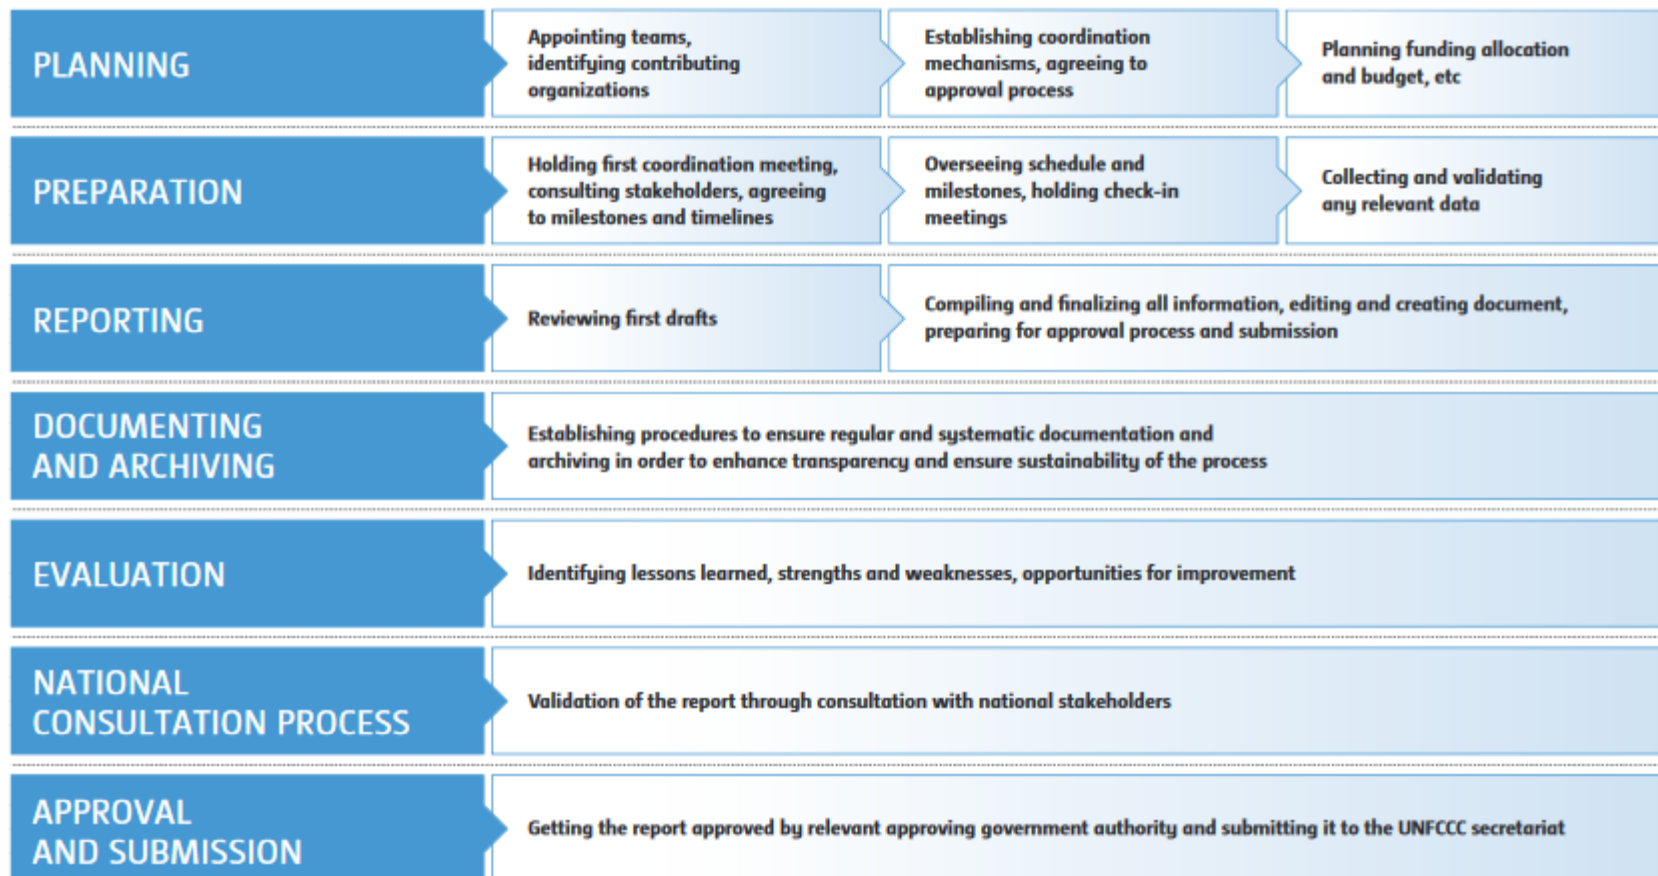 PLANNING
Appointing teams,
identifying contributing
organizations
Establishing coordination
mechanisms, agreeing to
approval process
Planning funding allocation
and budget, etc
PREPARATION
Holding first coordination meeting,
consulting stakeholders, agreeing
to milestones and timelines
Overseeing schedule and
milestones, holding check-in
meetings
Collecting and validating
any relevant data
REPORTING
Reviewing first drafts
Compiling and finalizing all information, editing and creating document,
preparing for approval process and submission
DOCUMENTING
AND ARCHIVING
Establishing procedures to ensure regular and systematic documentation and
archiving in order to enhance transparency and ensure sustainability of the process
EVALUATION
Identifying lessons learned, strengths and weaknesses, opportunities for improvement
NATIONAL
CONSULTATION PROCESS
Validation of the report through consultation with national stakeholders
APPROVAL
AND SUBMISSION
Getting the report approved by relevant approving government authority and submitting it to the UNFCCC secretariat